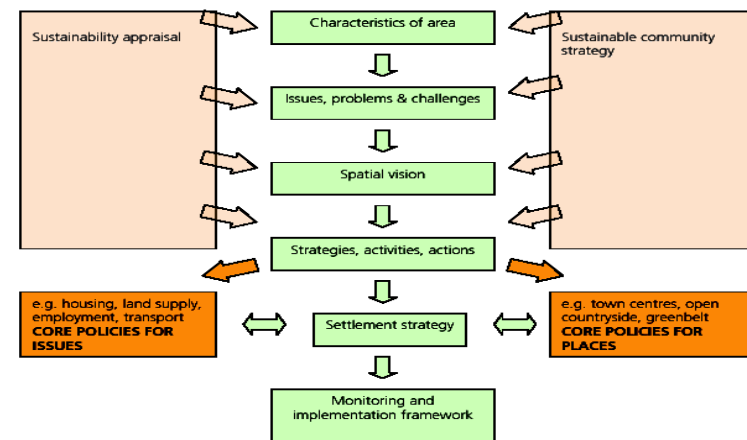 Sustainability appraisal
Characteristics of area
Sustainable community
strategy
Issues, problems & challenges
Spatial vision
Strategies, activities, actions
e.g. housing, land supply,
employment, transport
CORE POLICIES FOR
ISSUES
Settlement strategy
e.g. town centres, open
countryside, greenbelt
CORE POLICIES FOR
PLACES
Monitoring and
implementation framework